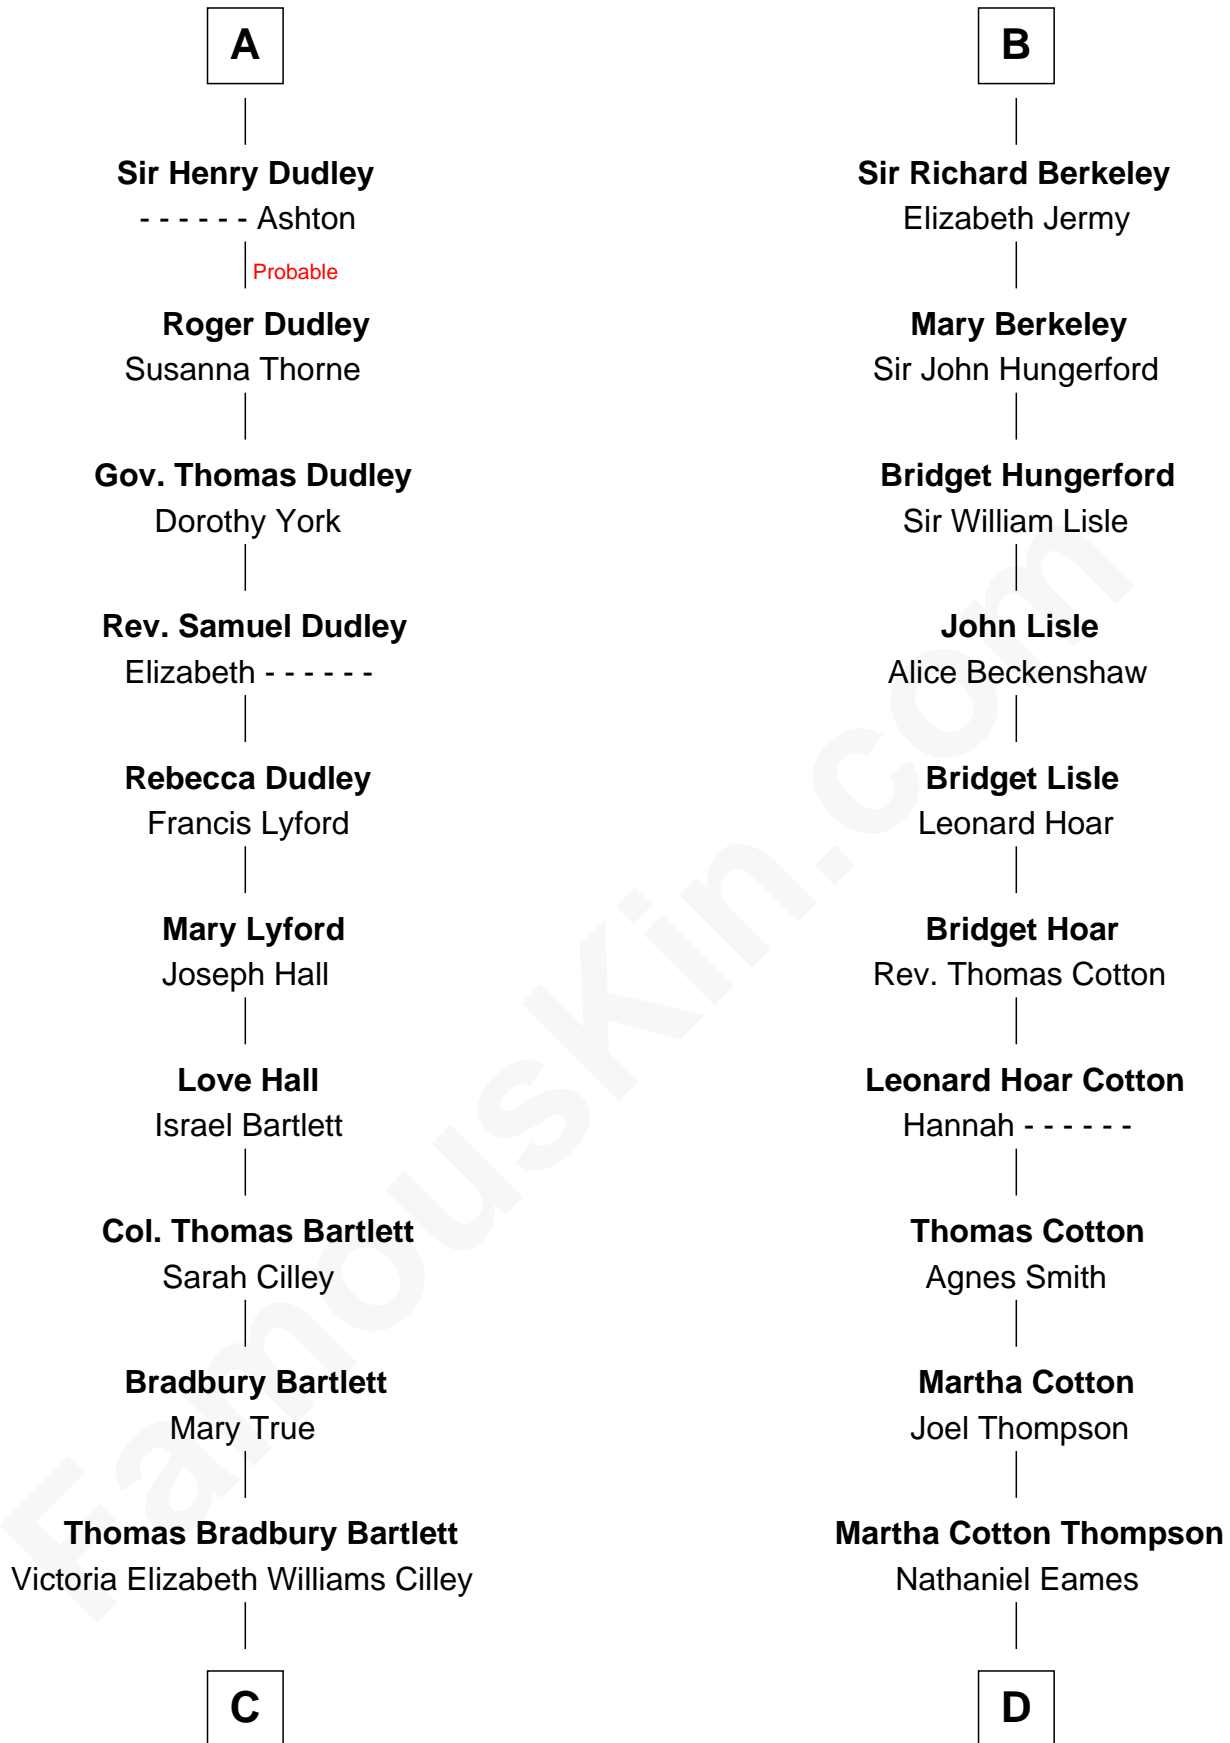 A
Sir Henry Dudley
- - - - - - Ashton
Probable
Roger Dudley
Susanna Thorne
Gov. Thomas Dudley
Dorothy York
Rev. Samuel Dudley
Elizabeth - - - - - -
Rebecca Dudley
Francis Lyford
Mary Lyford
Joseph Hall
Love Hall
Israel Bartlett
Col. Thomas Bartlett
Sarah Cilley
Bradbury Bartlett
Mary True
Thomas Bradbury Bartlett
Victoria Elizabeth Williams Cilley
C
B
Sir Richard Berkeley
Elizabeth Jermy
Mary Berkeley
Sir John Hungerford
Bridget Hungerford
Sir William Lisle
John Lisle
Alice Beckenshaw
Bridget Lisle
Leonard Hoar
Bridget Hoar
Rev. Thomas Cotton
Leonard Hoar Cotton
Hannah - - - - - -
Thomas Cotton
Agnes Smith
Martha Cotton
Joel Thompson
Martha Cotton Thompson
Nathaniel Eames
D
FamousKin.com